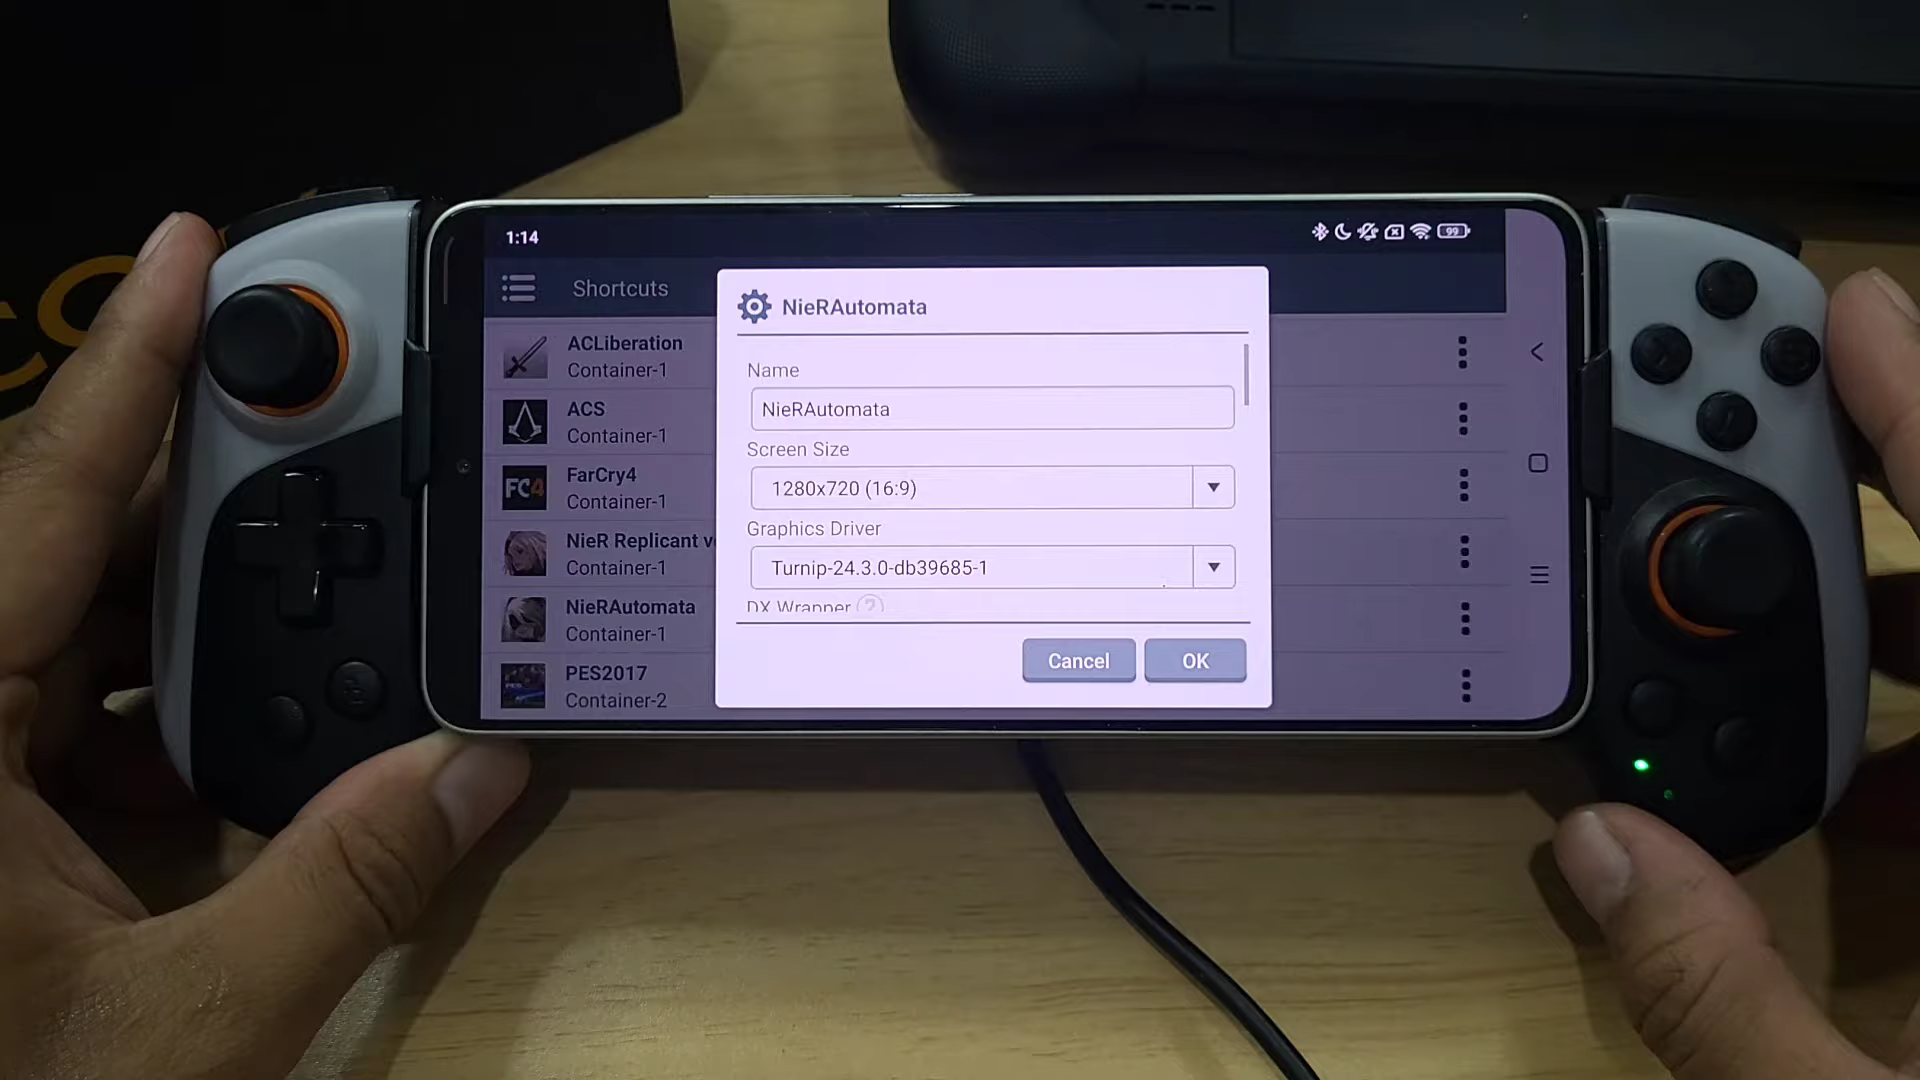 1:14
99
Shortcuts
ACLiberation
Container-1
ACS
Container-1
FC4
FarCry4
Container-1
NieR Replicant v
Container-1
NieRAutomata
Container-1
PES2017
Container-2
NieRAutomata
Name
NieRAutomata
Screen Size
1280x720 (16:9)
Graphics Driver
Turnip-24.3.0-db39685-1
DX Wrapper ?
Cancel
OK